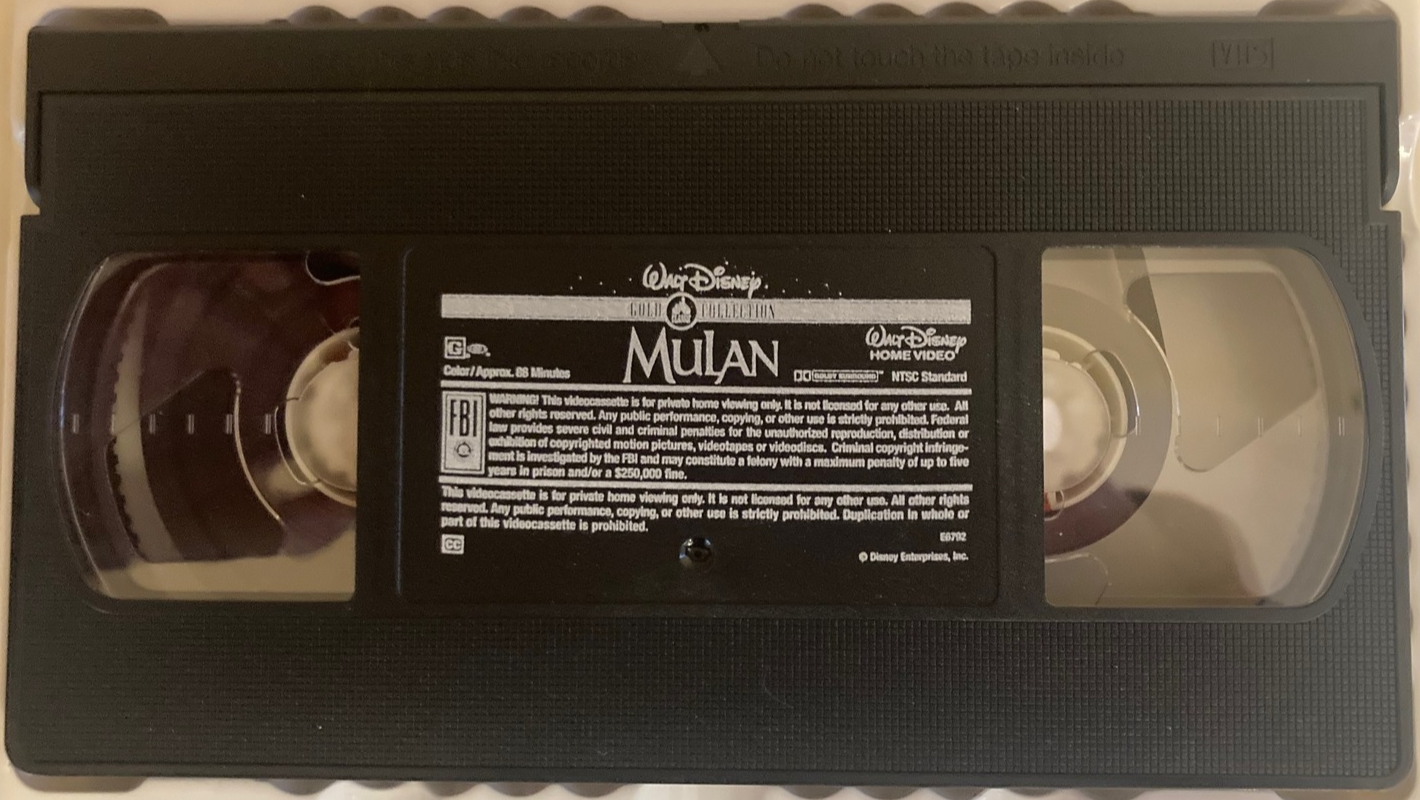 Do not touch the tape inside
VHS
WALT DISNEY
GOLD COLLECTION
MULAN
WALT DISNEY
HOME VIDEO
G
Color/Approx. 88 Minutes
DOLBY SURROUND™ NTSC Standard
FBI
WARNING! This videocassette is for private home viewing only. It is not licensed for any other use. All
other rights reserved. Any public performance, copying, or other use is strictly prohibited. Federal
law provides severe civil and criminal penalties for the unauthorized reproduction, distribution or
exhibition of copyrighted motion pictures, videotapes or videodiscs. Criminal copyright infringe-
ment is investigated by the FBI and may constitute a felony with a maximum penalty of up to five
years in prison and/or a $250,000 fine.
This videocassette is for private home viewing only. It is not licensed for any other use. All other rights
reserved. Any public performance, copying, or other use is strictly prohibited. Duplication in whole or
part of this videocassette is prohibited.
CC
E6792
© Disney Enterprises, Inc.